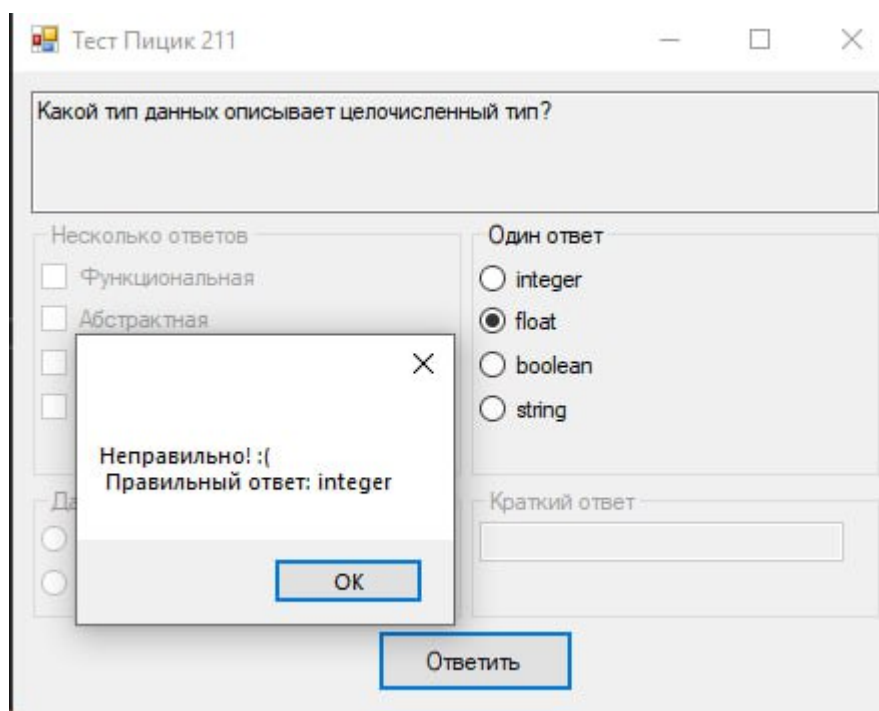 Тест Пицик 211
Какой тип данных описывает целочисленный тип?
Несколько ответов
Функциональная
Абстрактная
Один ответ
integer
float
boolean
string
Неправильно! :(
Правильный ответ: integer
OK
Краткий ответ
Ответить